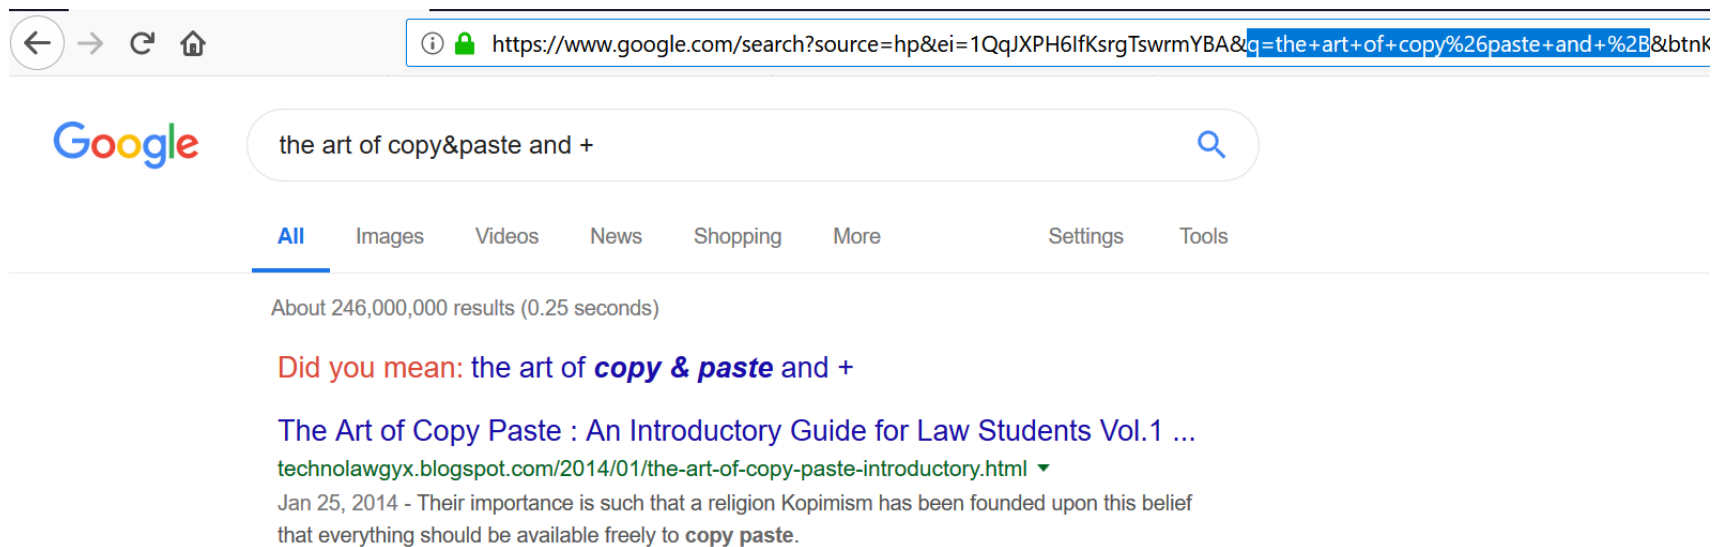 https://www.google.com/search?source=hp&ei=1QqJXPH6IfKsrgTswrmYBA&q=the+art+of+copy%26paste+and+%2B&btnK
Google
the art of copy&paste and +
All Images Videos News Shopping More Settings Tools
About 246,000,000 results (0.25 seconds)
Did you mean: the art of copy & paste and +
The Art of Copy Paste : An Introductory Guide for Law Students Vol.1 ...
technolawgyx.blogspot.com/2014/01/the-art-of-copy-paste-introductory.html
Jan 25, 2014 - Their importance is such that a religion Kopimism has been founded upon this belief
that everything should be available freely to copy paste.